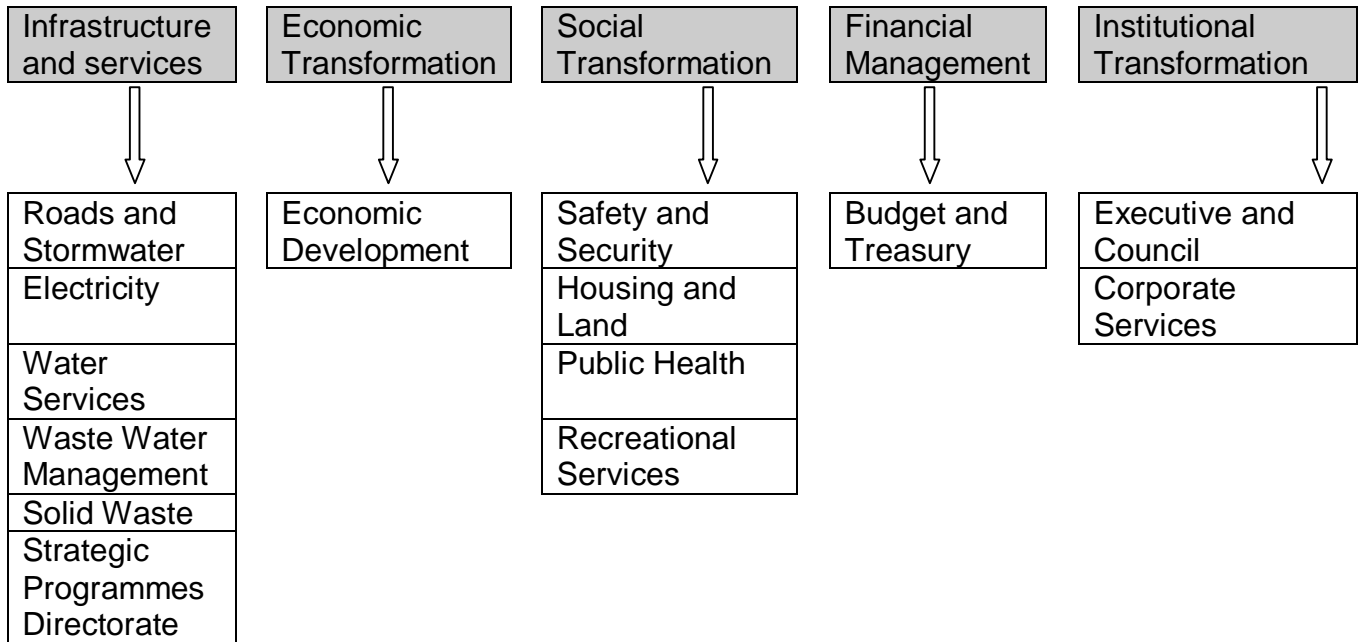 Infrastructure
and services
Economic
Transformation
Social
Transformation
Financial
Management
Institutional
Transformation
Roads and
Stormwater
Electricity
Water
Services
Waste Water
Management
Solid Waste
Strategic
Programmes
Directorate
Economic
Development
Safety and
Security
Housing and
Land
Public Health
Recreational
Services
Budget and
Treasury
Executive and
Council
Corporate
Services